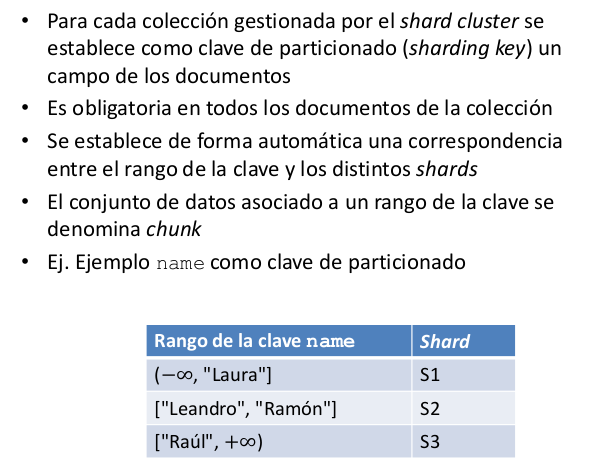 • Para cada colección gestionada por el shard cluster se
establece como clave de particionado (sharding key) un
campo de los documentos
• Es obligatoria en todos los documentos de la colección
• Se establece de forma automática una correspondencia
entre el rango de la clave y los distintos shards
• El conjunto de datos asociado a un rango de la clave se
denomina chunk
• Ej. Ejemplo name como clave de particionado
Rango de la clave name Shard
(−∞, "Laura"] S1
["Leandro", "Ramón"] S2
["Raúl", +∞) S3